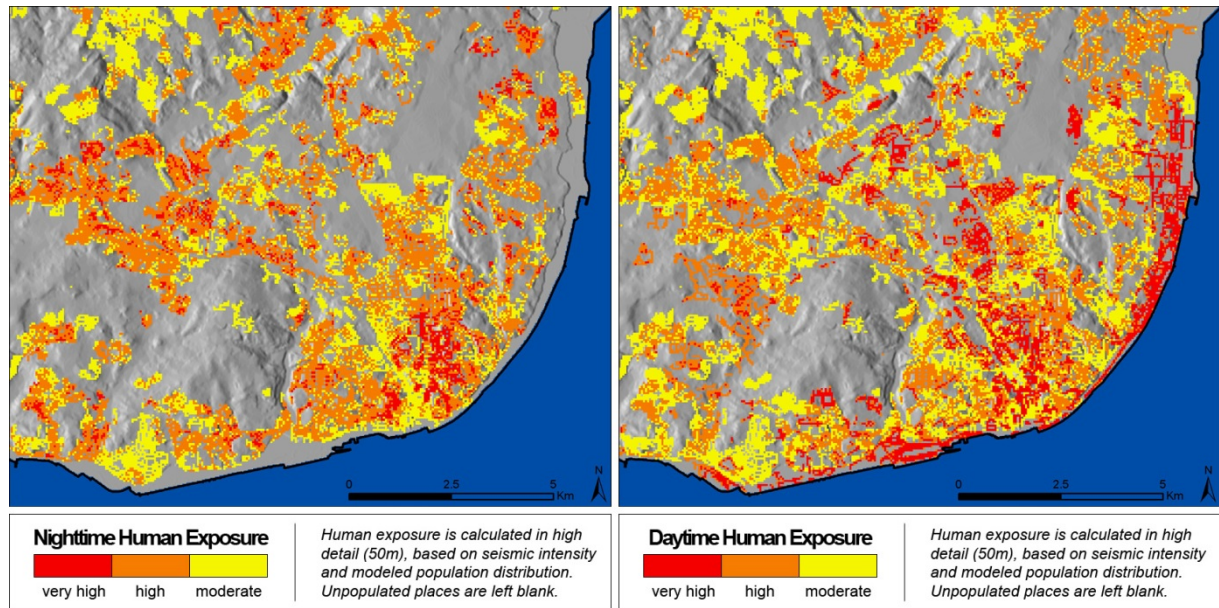 0 2.5 5
Km
N
0 2.5 5
Km
N
Nighttime Human Exposure
very high high moderate
Human exposure is calculated in high
detail (50m), based on seismic intensity
and modeled population distribution.
Unpopulated places are left blank.
Daytime Human Exposure
very high high moderate
Human exposure is calculated in high
detail (50m), based on seismic intensity
and modeled population distribution.
Unpopulated places are left blank.